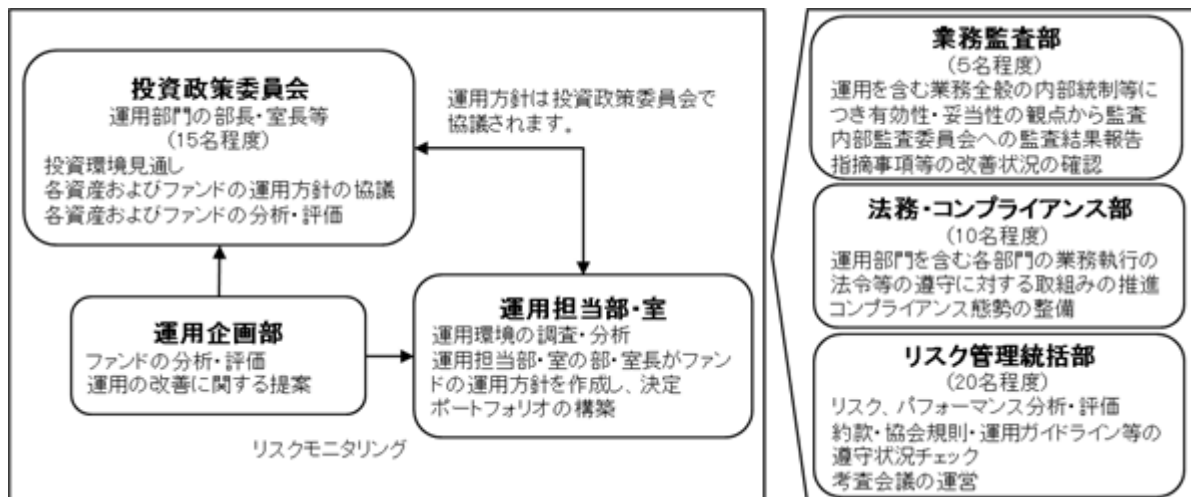 投資政策委員会
運用部門の部長・室長等
(15名程度)
投資環境見通し
各資産およびファンドの運用方針の協議
各資産およびファンドの分析・評価
運用方針は投資政策委員会で
協議されます。
運用企画部
ファンドの分析・評価
運用の改善に関する提案
運用担当部・室
運用環境の調査・分析
運用担当部・室の部・室長がファン
ドの運用方針を作成し、決定
ポートフォリオの構築
リスクモニタリング
業務監査部
(5名程度)
運用を含む業務全般の内部統制等に
つき有効性・妥当性の観点から監査
内部監査委員会への監査結果報告
指摘事項等の改善状況の確認
法務・コンプライアンス部
(10名程度)
運用部門を含む各部門の業務執行の
法令等の遵守に対する取組みの推進
コンプライアンス態勢の整備
リスク管理統括部
(20名程度)
リスク、パフォーマンス分析・評価
約款・協会規則・運用ガイドライン等の
遵守状況チェック
考査会議の運営